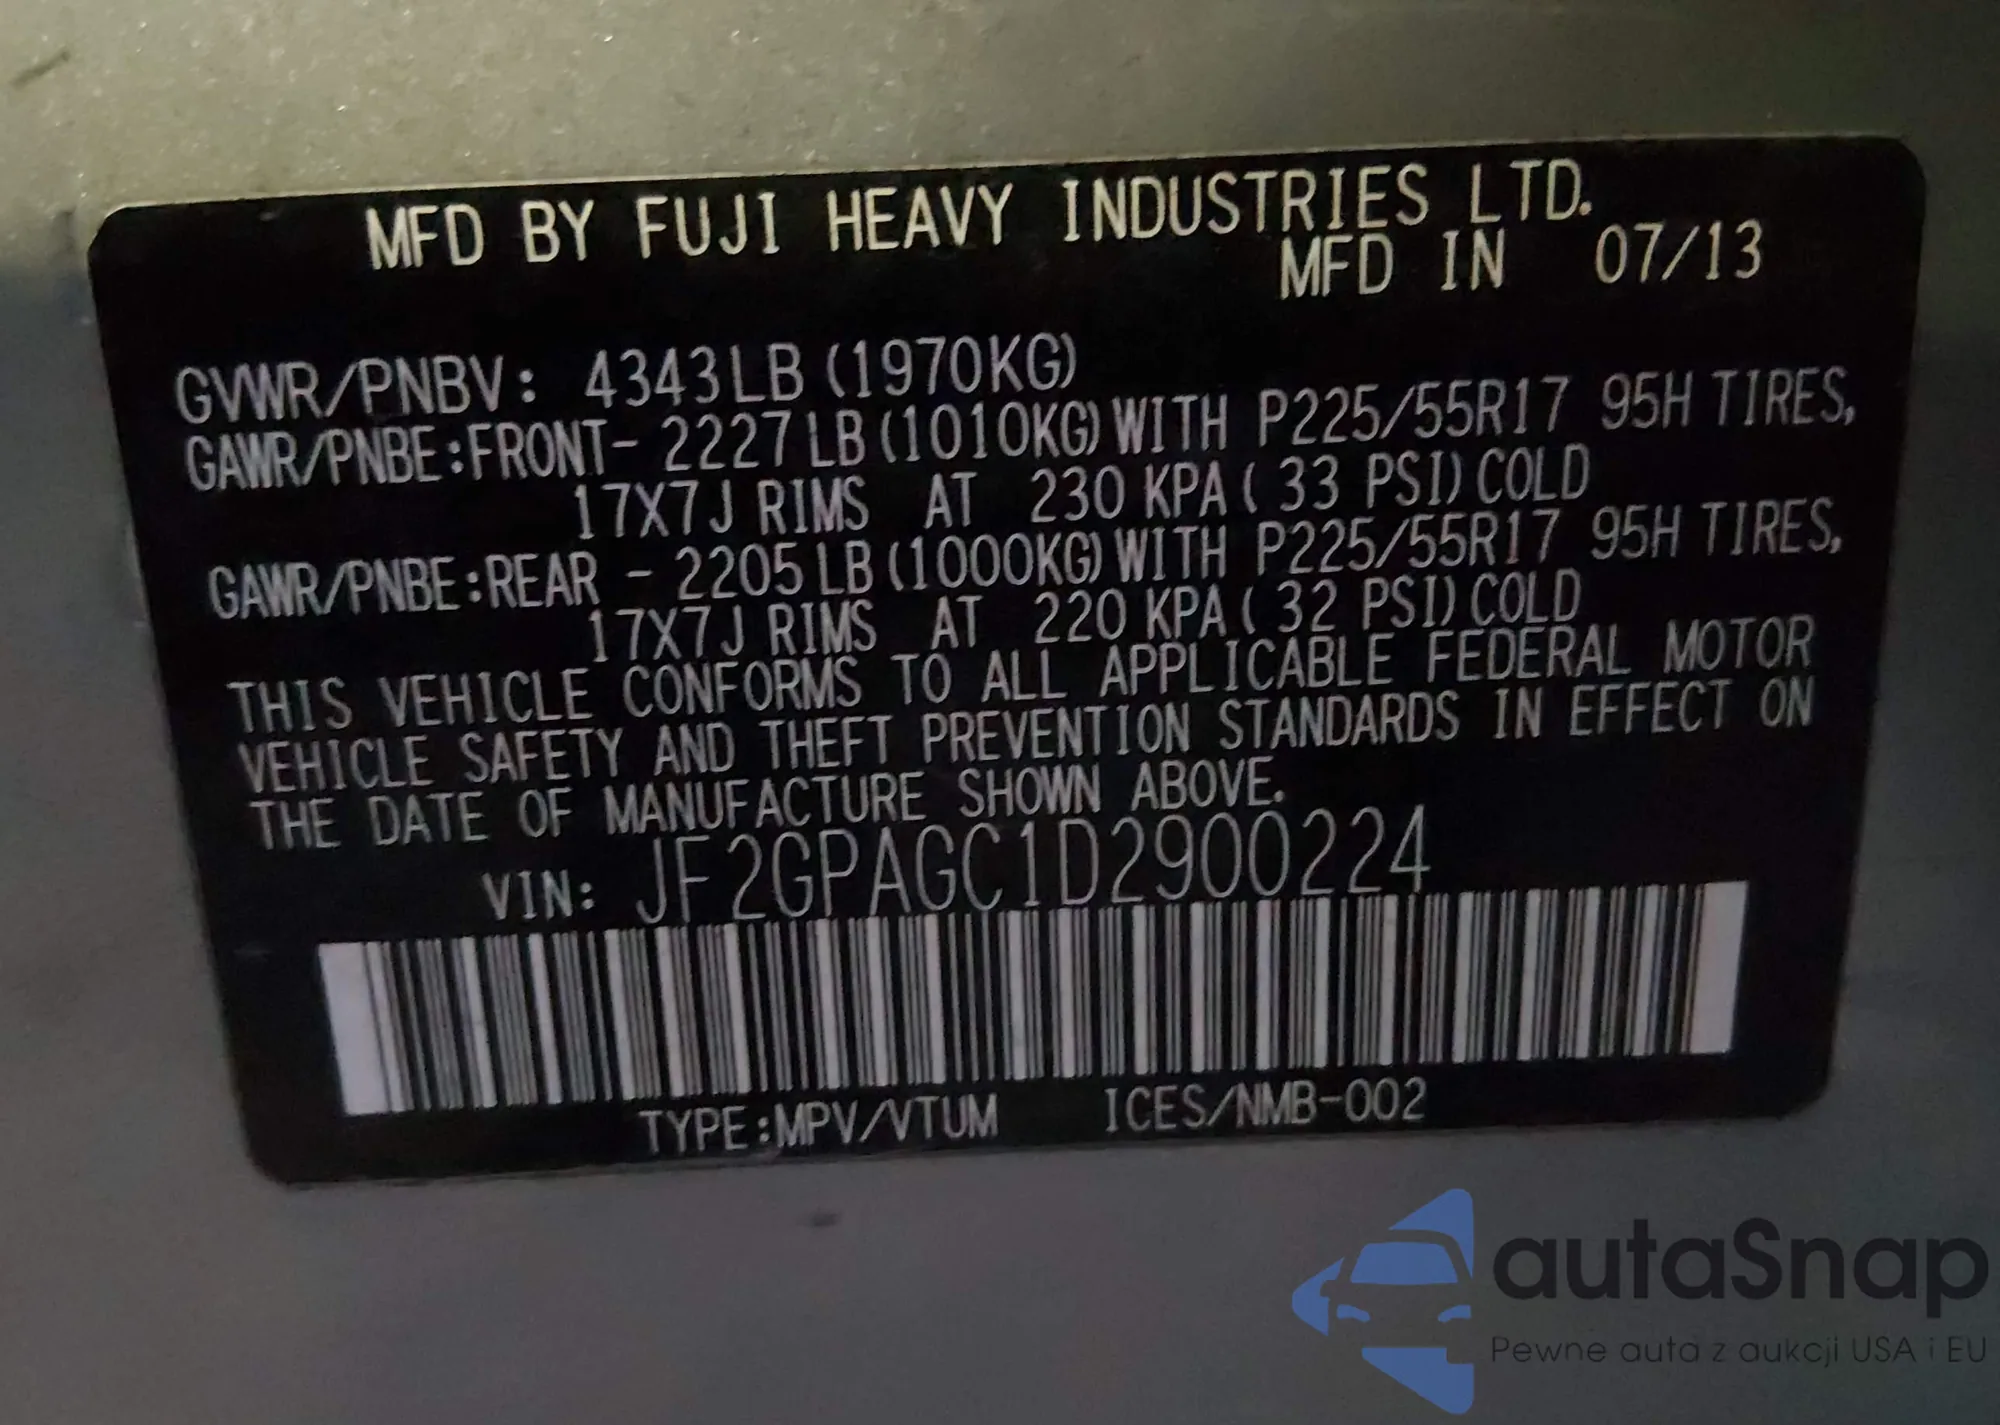 MFD BY FUJI HEAVY INDUSTRIES LTD.
MFD IN 07/13
GVWR/PNBV: 4343LB (1970KG)
GAWR/PNBE:FRONT- 2227LB (1010KG) WITH P225/55R17 95H TIRES,
17X7J RIMS AT 230 KPA( 33 PSI) COLD
GAWR/PNBE:REAR - 2205LB (1000KG) WITH P225/55R17 95H TIRES,
17X7J RIMS AT 220 KPA( 32 PSI) COLD
THIS VEHICLE CONFORMS TO ALL APPLICABLE FEDERAL MOTOR
VEHICLE SAFETY AND THEFT PREVENTION STANDARDS IN EFFECT ON
THE DATE OF MANUFACTURE SHOWN ABOVE.
VIN: JF2GPAGC1D2900224
TYPE:MPV/VTUM ICES/NMB-002
autaSnap
Pewne auta z aukcji USA i EU